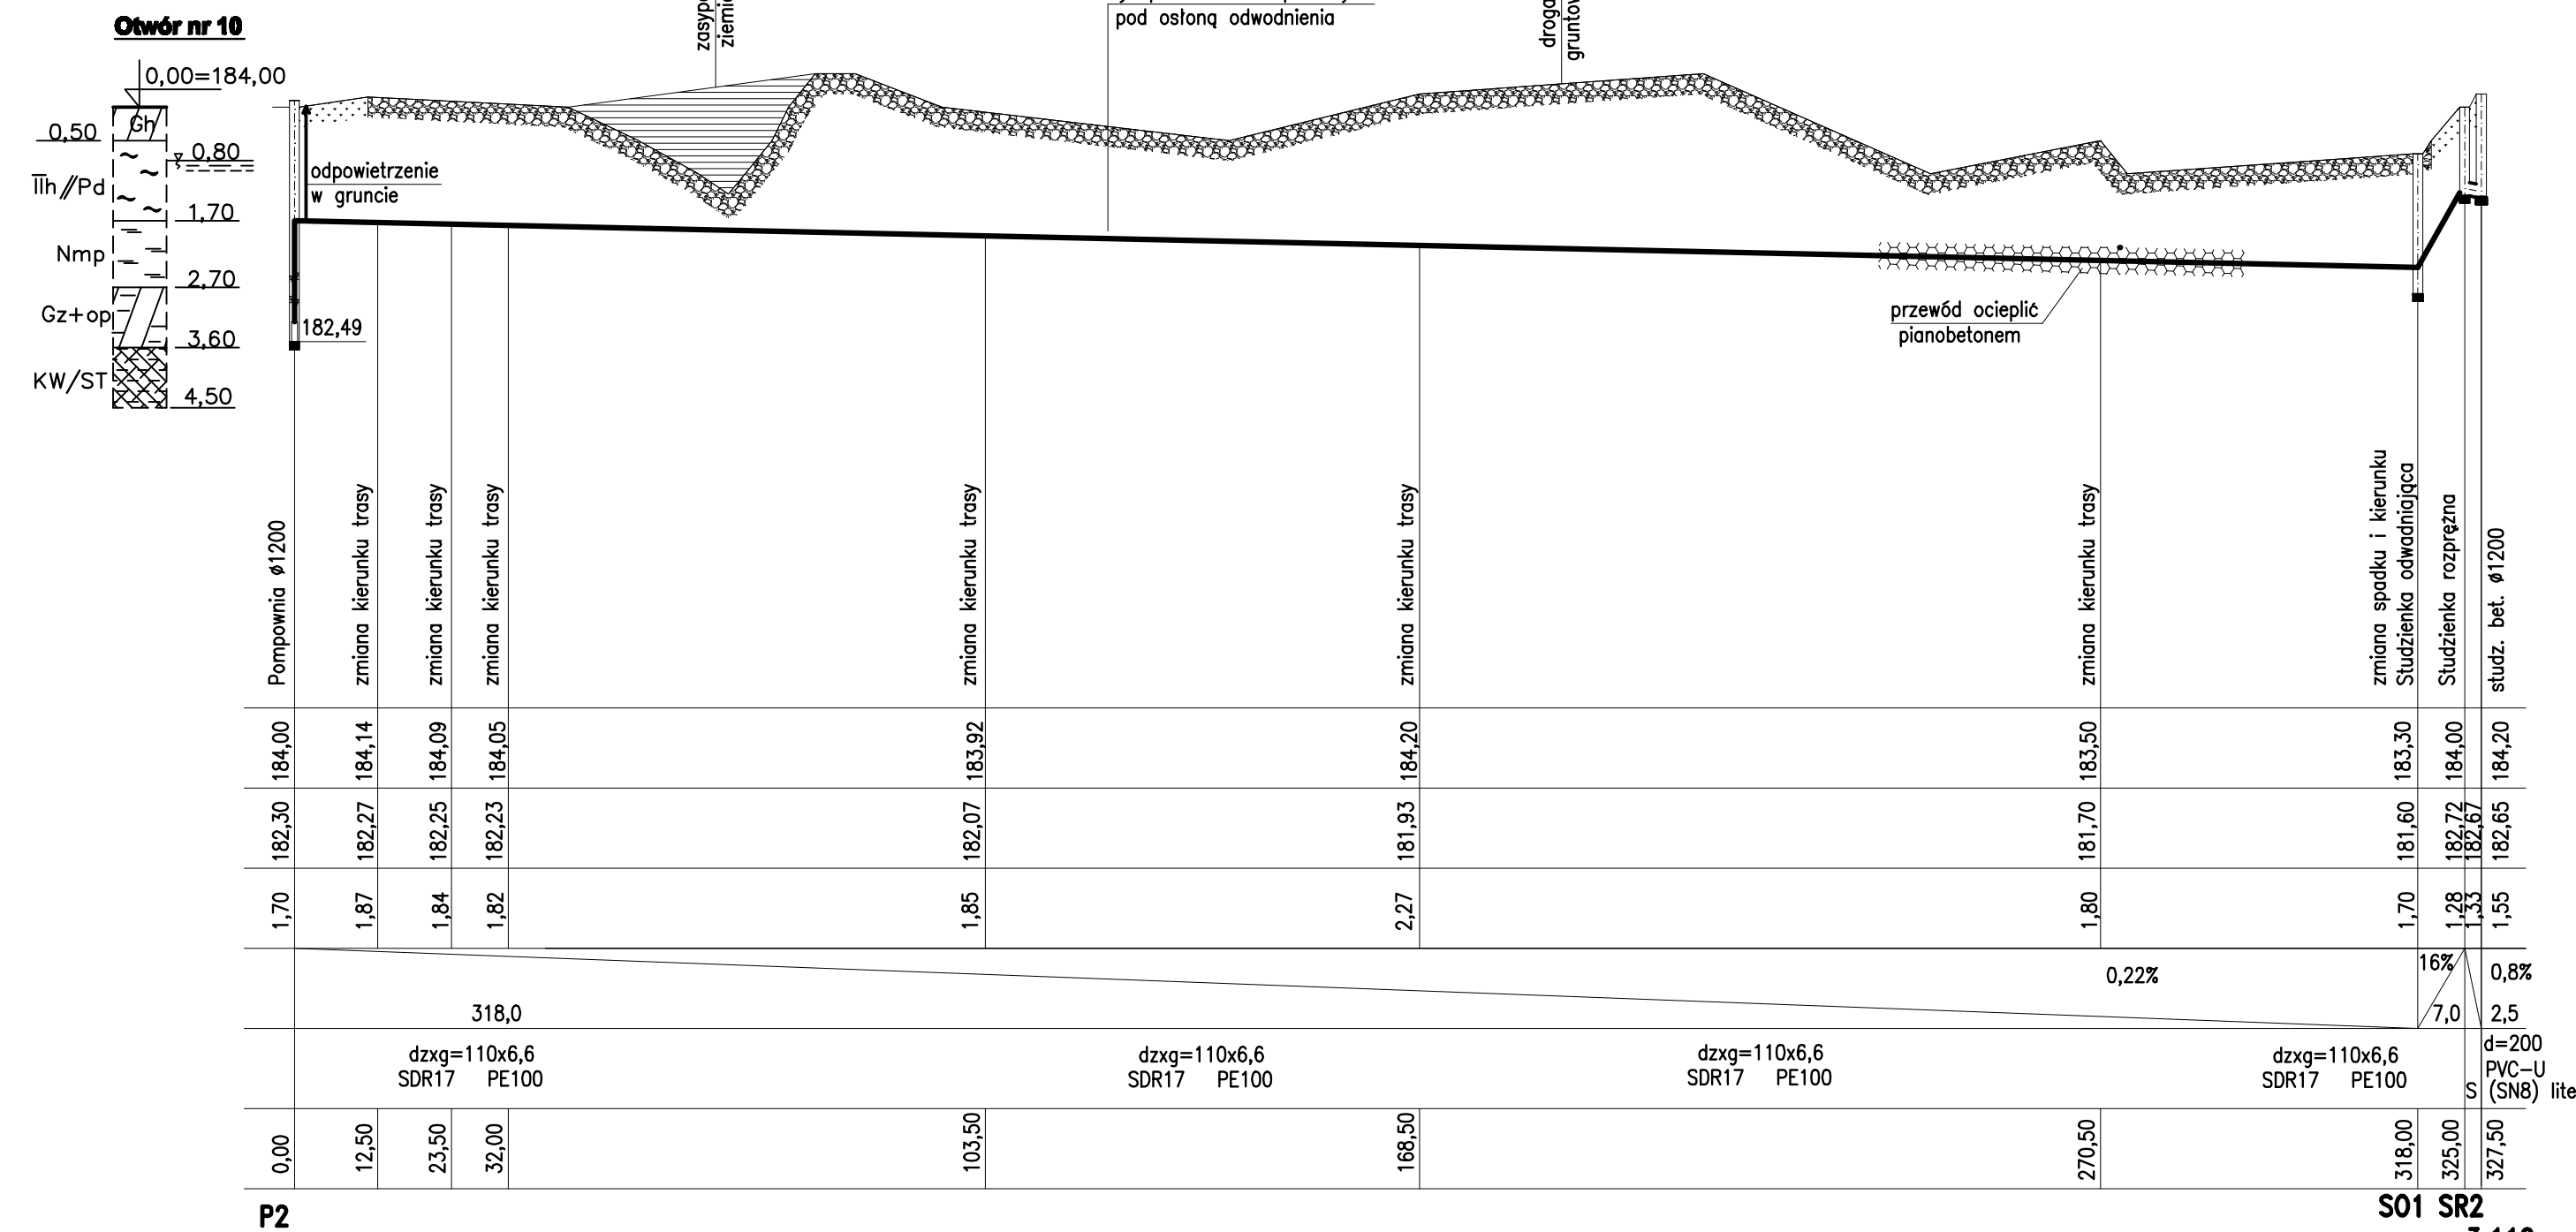 Otwór nr 10
0,00=184,00
Gh
0,50
0,80
1,70
Nmp
2,70
Gz+op
3,60
KW/ST
4,50
ziemią
pod osłoną odwodnienia
droga
odpowietrzenie
w gruncie
182,49
przewód ocieplić
pianobetonem
Pompownia ø1200
zmiana kierunku trasy
zmiana kierunku trasy
zmiana kierunku trasy
zmiana kierunku trasy
zmiana kierunku trasy
zmiana kierunku trasy
zmiana spadku i kierunku
Studzienka odwadniająca
Studzienka rozprężna
studz. bet. ø1200
184,00 184,14 184,09 184,05 183,92 184,20 183,50 183,30 184,00 184,20
182,30 182,27 182,25 182,23 182,07 181,93 181,70 181,60 182,72 182,67 182,65
1,70 1,87 1,84 1,82 1,85 2,27 1,80 1,70 1,28 1,33 1,55
0,22% 16% 0,8%
318,0 7,0 2,5
dzxg=110x6,6 dzxg=110x6,6 dzxg=110x6,6 dzxg=110x6,6 d=200
SDR17 PE100 SDR17 PE100 SDR17 PE100 SDR17 PE100 PVC-U
S (SN8) lite
0,00 12,50 23,50 32,00 103,50 168,50 270,50 318,00 325,00 327,50
P2 SO1 SR2